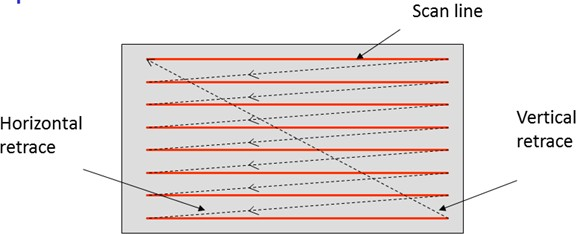 Scan line
Horizontal
retrace
Vertical
retrace